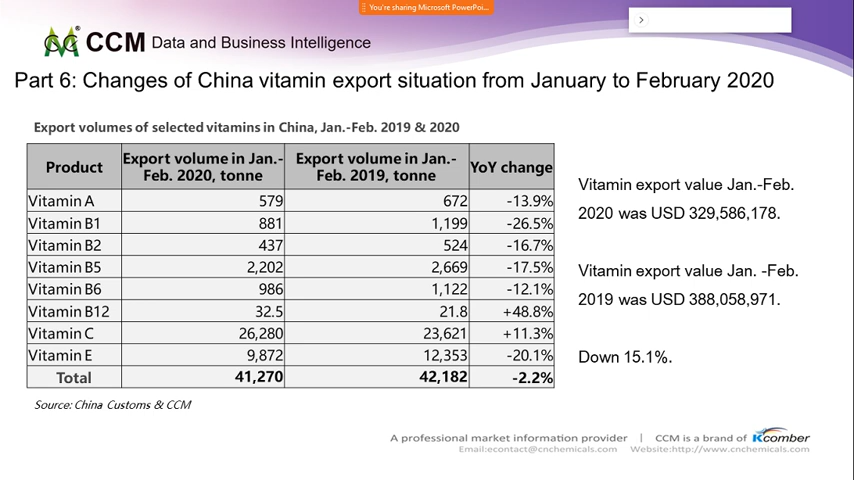 You're sharing Microsoft PowerPoi...
CCM Data and Business Intelligence
Part 6: Changes of China vitamin export situation from January to February 2020
Export volumes of selected vitamins in China, Jan.-Feb. 2019 & 2020
Product Export volume in Jan.-Feb. 2020, tonne Export volume in Jan.-Feb. 2019, tonne YoY change
Vitamin A 579 672 -13.9%
Vitamin B1 881 1,199 -26.5%
Vitamin B2 437 524 -16.7%
Vitamin B5 2,202 2,669 -17.5%
Vitamin B6 986 1,122 -12.1%
Vitamin B12 32.5 21.8 +48.8%
Vitamin C 26,280 23,621 +11.3%
Vitamin E 9,872 12,353 -20.1%
Total 41,270 42,182 -2.2%
Source: China Customs & CCM
Vitamin export value Jan.-Feb.
2020 was USD 329,586,178.
Vitamin export value Jan. -Feb.
2019 was USD 388,058,971.
Down 15.1%.
A professional market information provider | CCM is a brand of Kcomber
Email:econtact@cnchemicals.com Website:http://www.cnchemicals.com